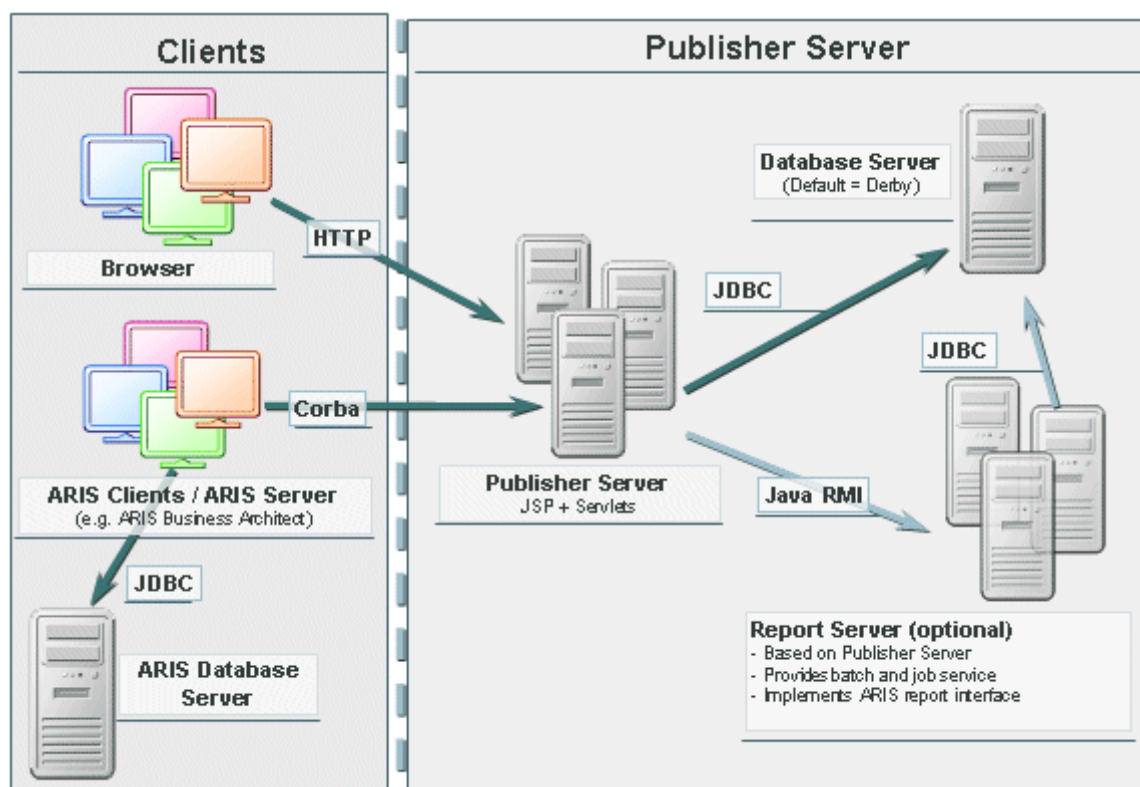 Clients
Browser
HTTP
ARIS Clients / ARIS Server
(e.g. ARIS Business Architect)
Corba
JDBC
ARIS Database
Server
Publisher Server
Database Server
(Default = Derby)
JDBC
Publisher Server
JSP + Servlets
JDBC
Java RMI
Report Server (optional)
- Based on Publisher Server
- Provides batch and job service
- Implements ARIS report interface